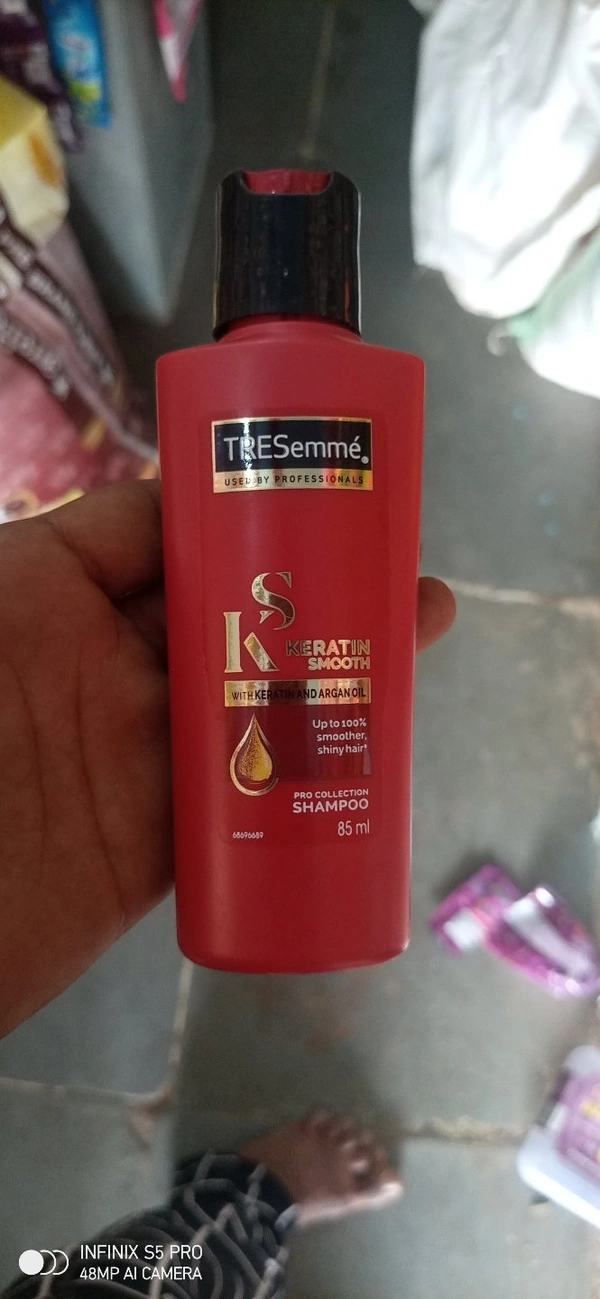 TRESemmé
USED BY PROFESSIONALS
KS
KERATIN
SMOOTH
WITH KERATIN AND ARGAN OIL
Up to 100%
smoother,
shiny hair*
PRO COLLECTION
SHAMPOO
68696689
85 ml
INFINIX S5 PRO
48MP AI CAMERA